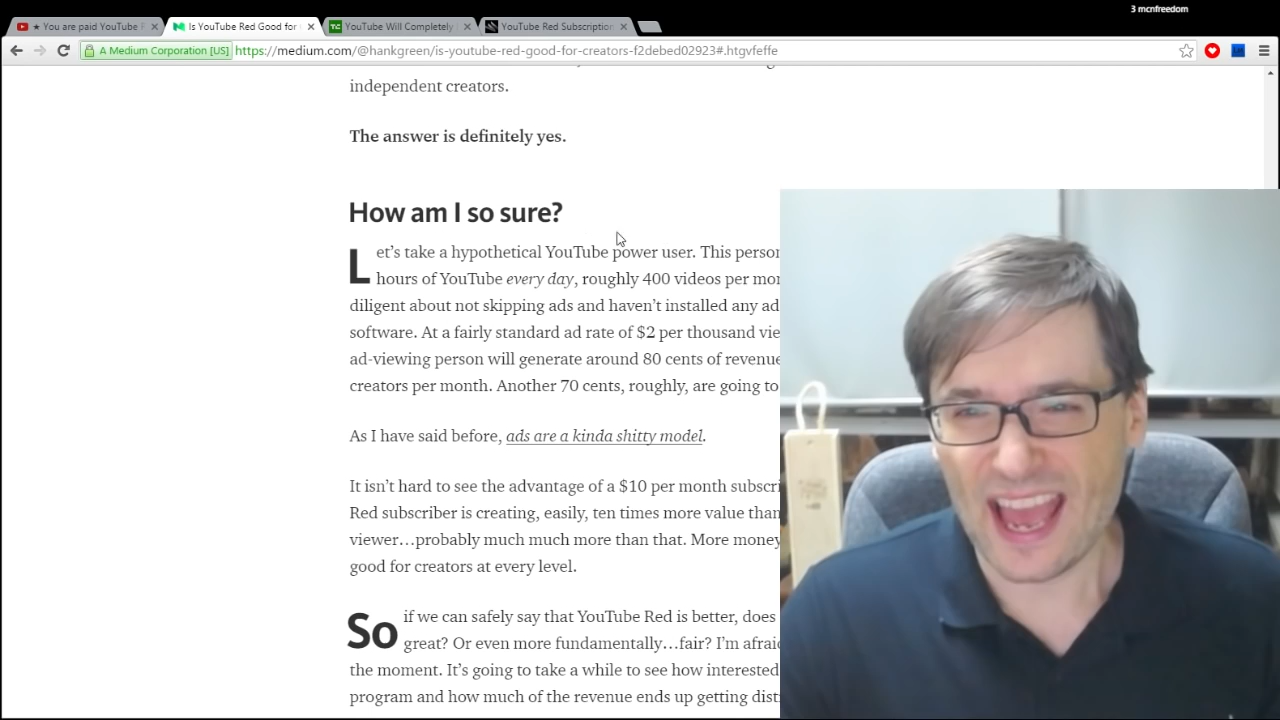 3 mcnfreedom
★ You are paid YouTube R
Is YouTube Red Good for
YouTube Will Completely
YouTube Red Subscription
A Medium Corporation [US]
https://medium.com/@hankgreen/is-youtube-red-good-for-creators-f2debed02923#.htgvfeffe
independent creators.
The answer is definitely yes.
How am I so sure?
Let’s take a hypothetical YouTube power user. This person
hours of YouTube every day, roughly 400 videos per mon
diligent about not skipping ads and haven’t installed any ad
software. At a fairly standard ad rate of $2 per thousand vie
ad-viewing person will generate around 80 cents of revenue
creators per month. Another 70 cents, roughly, are going to
As I have said before, ads are a kinda shitty model.
It isn’t hard to see the advantage of a $10 per month subscri
Red subscriber is creating, easily, ten times more value than
viewer…probably much much more than that. More money
good for creators at every level.
So if we can safely say that YouTube Red is better, does
great? Or even more fundamentally…fair? I’m afraid
the moment. It’s going to take a while to see how interested
program and how much of the revenue ends up getting dist